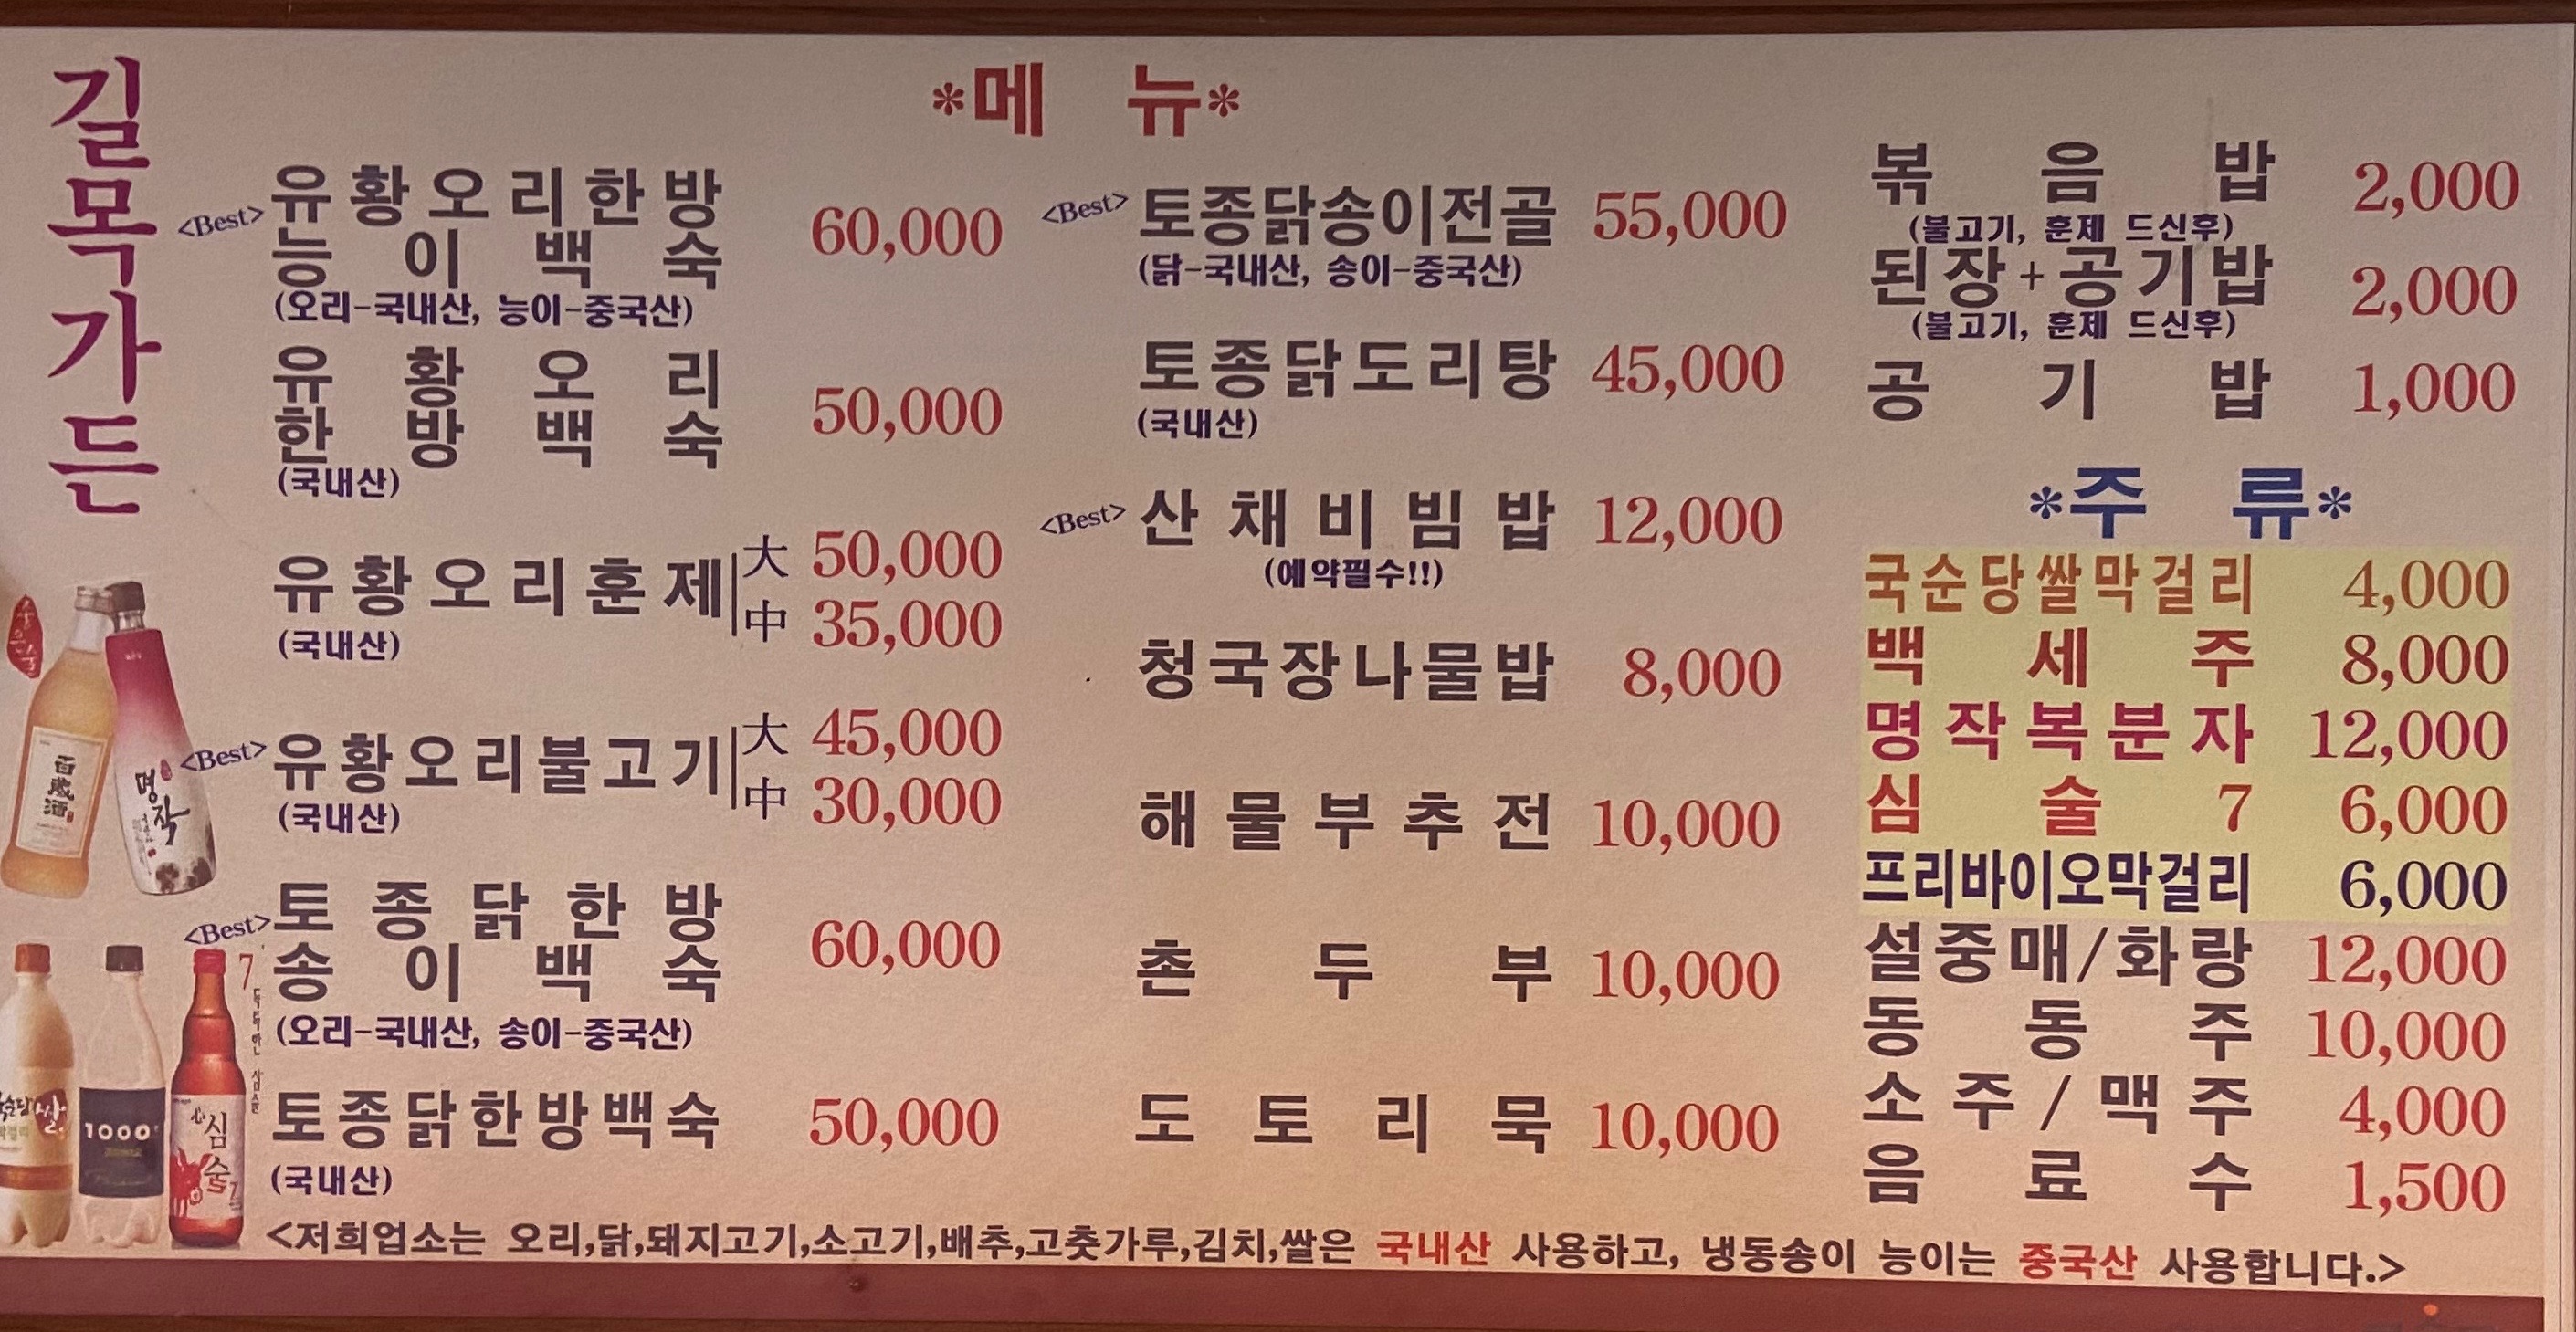 길목가든
*메 뉴*
<Best> 유황오리한방
능이백숙 60,000
(오리-국내산, 능이-중국산)
유황오리
한방백숙 50,000
(국내산)
유황오리훈제 大 50,000
中 35,000
(국내산)
<Best> 유황오리불고기 大 45,000
中 30,000
(국내산)
<Best> 토종닭한방
송이백숙 60,000
(오리-국내산, 송이-중국산)
토종닭한방백숙 50,000
(국내산)
<Best> 토종닭송이전골 55,000
(닭-국내산, 송이-중국산)
토종닭도리탕 45,000
(국내산)
<Best> 산채비빔밥 12,000
(예약필수!!)
청국장나물밥 8,000
해물부추전 10,000
촌두부 10,000
도토리묵 10,000
볶음밥 2,000
(불고기, 훈제 드신후)
된장+공기밥 2,000
(불고기, 훈제 드신후)
공기밥 1,000
*주 류*
국순당쌀막걸리 4,000
백세주 8,000
명작복분자 12,000
심술7 6,000
프리바이오막걸리 6,000
설중매/화랑 12,000
동동주 10,000
소주/맥주 4,000
음료수 1,500
百歲酒
명작
쌀
1000
7
심술
<저희업소는 오리,닭,돼지고기,소고기,배추,고춧가루,김치,쌀은 국내산 사용하고, 냉동송이 능이는 중국산 사용합니다.>